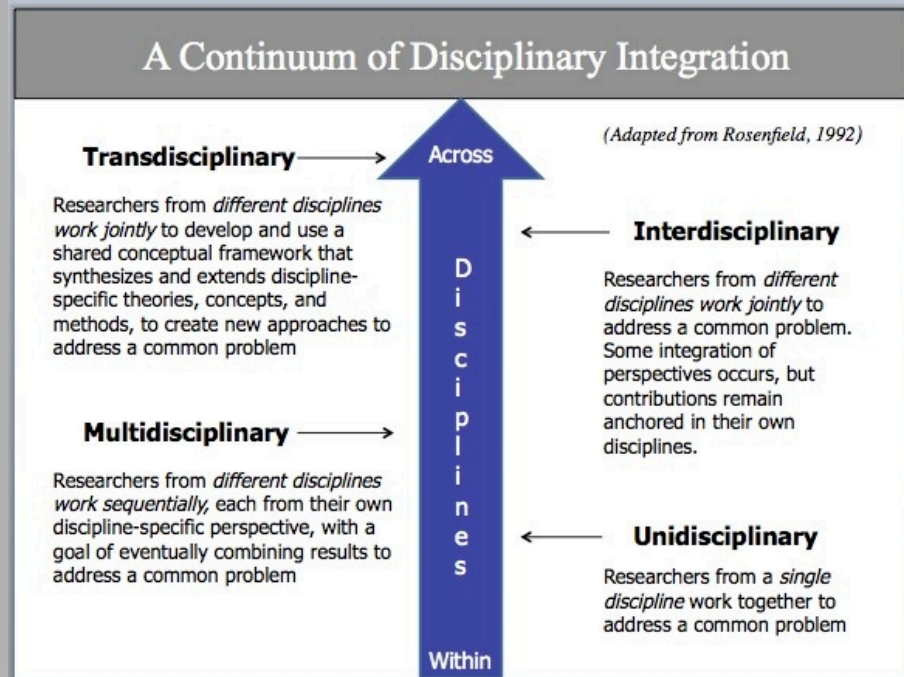 A Continuum of Disciplinary Integration
(Adapted from Rosenfield, 1992)
Transdisciplinary
Researchers from different disciplines
work jointly to develop and use a
shared conceptual framework that
synthesizes and extends discipline-
specific theories, concepts, and
methods, to create new approaches to
address a common problem
Multidisciplinary
Researchers from different disciplines
work sequentially, each from their own
discipline-specific perspective, with a
goal of eventually combining results to
address a common problem
Across
Disciplines
Within
Interdisciplinary
Researchers from different
disciplines work jointly to
address a common problem.
Some integration of
perspectives occurs, but
contributions remain
anchored in their own
disciplines.
Unidisciplinary
Researchers from a single
discipline work together to
address a common problem